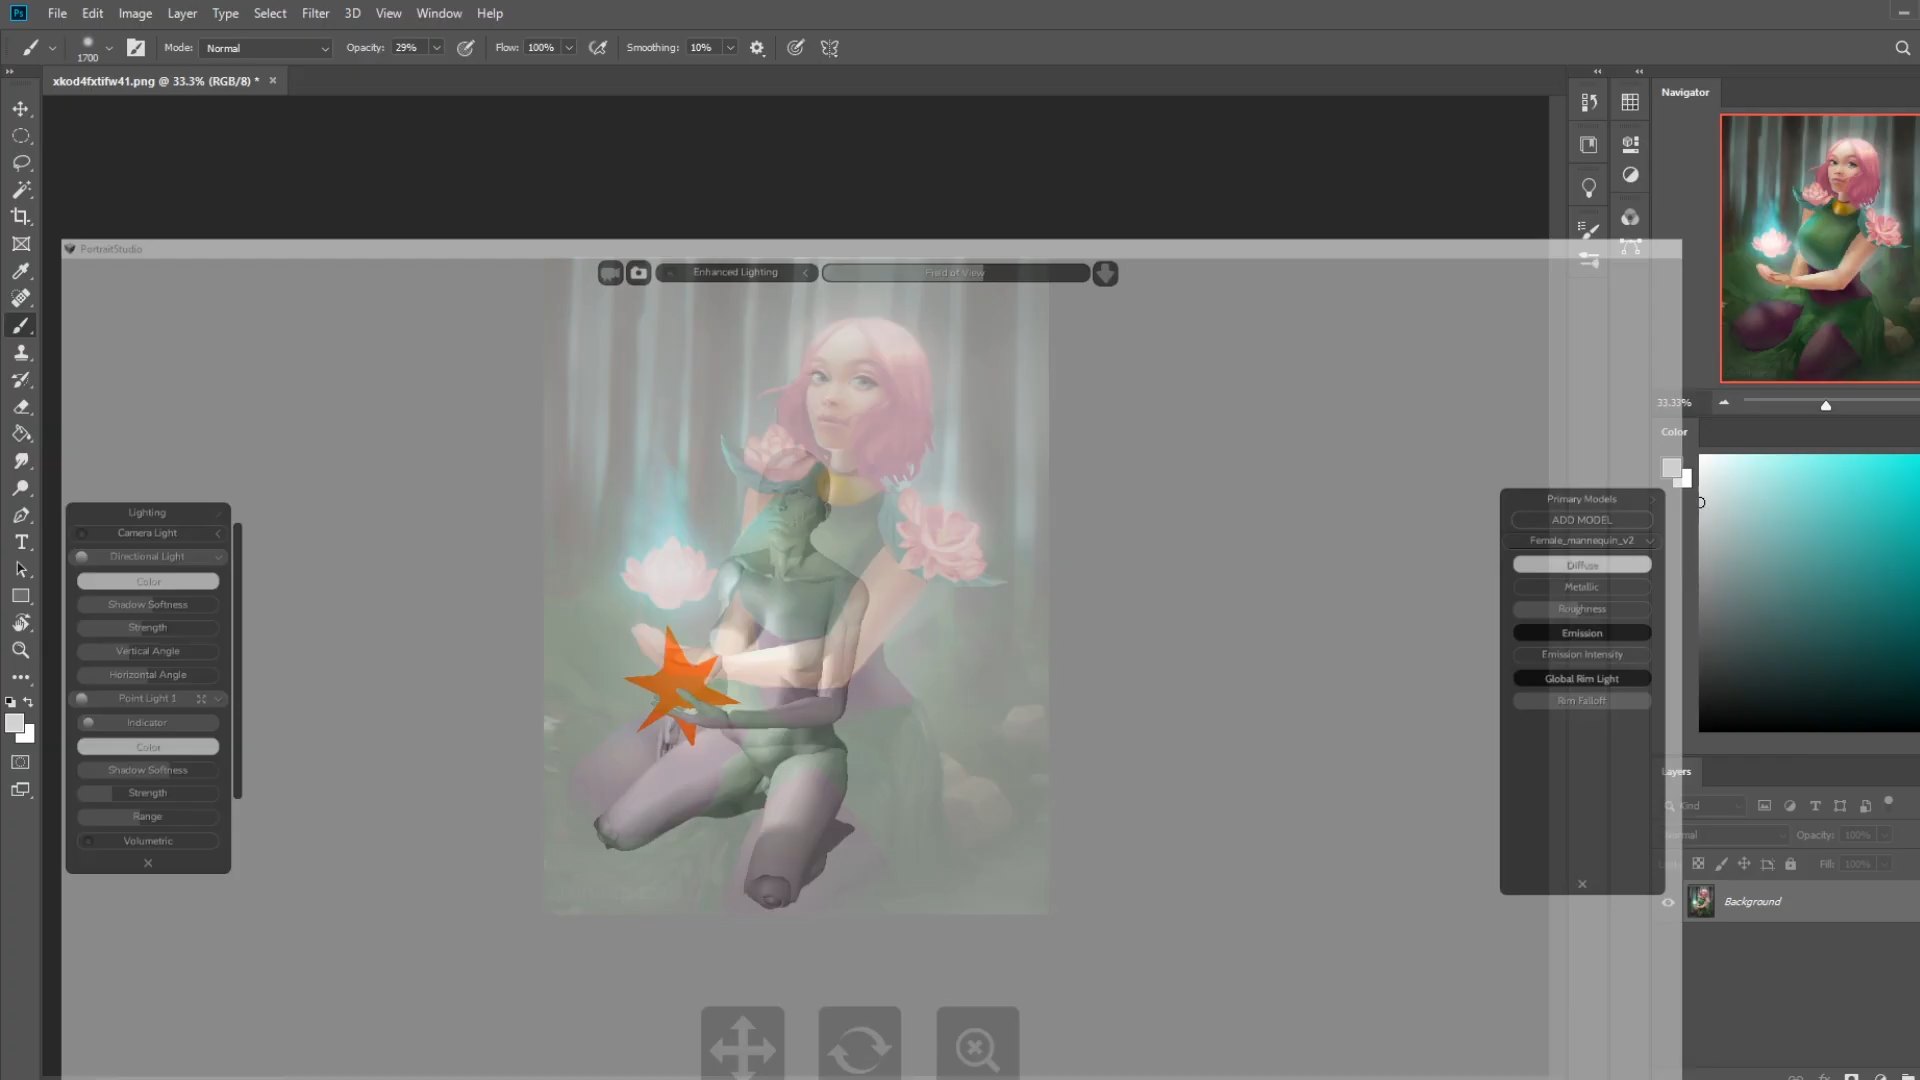 Ps File Edit Image Layer Type Select Filter 3D View Window Help
1700 Mode: Normal Opacity: 29% Flow: 100% Smoothing: 10%
xkod4fxtifw41.png @ 33.3% (RGB/8) *
Navigator
PortraitStudio
Enhanced Lighting
Field of View
33.33%
Color
Lighting
Camera Light
Directional Light
Color
Shadow Softness
Strength
Vertical Angle
Horizontal Angle
Point Light 1
Indicator
Color
Shadow Softness
Strength
Range
Volumetric
Primary Models
ADD MODEL
Female_mannequin_v2
Diffuse
Metallic
Roughness
Emission
Emission Intensity
Global Rim Light
Rim Falloff
Layers
Kind
Opacity: 100%
Fill: 100%
Background